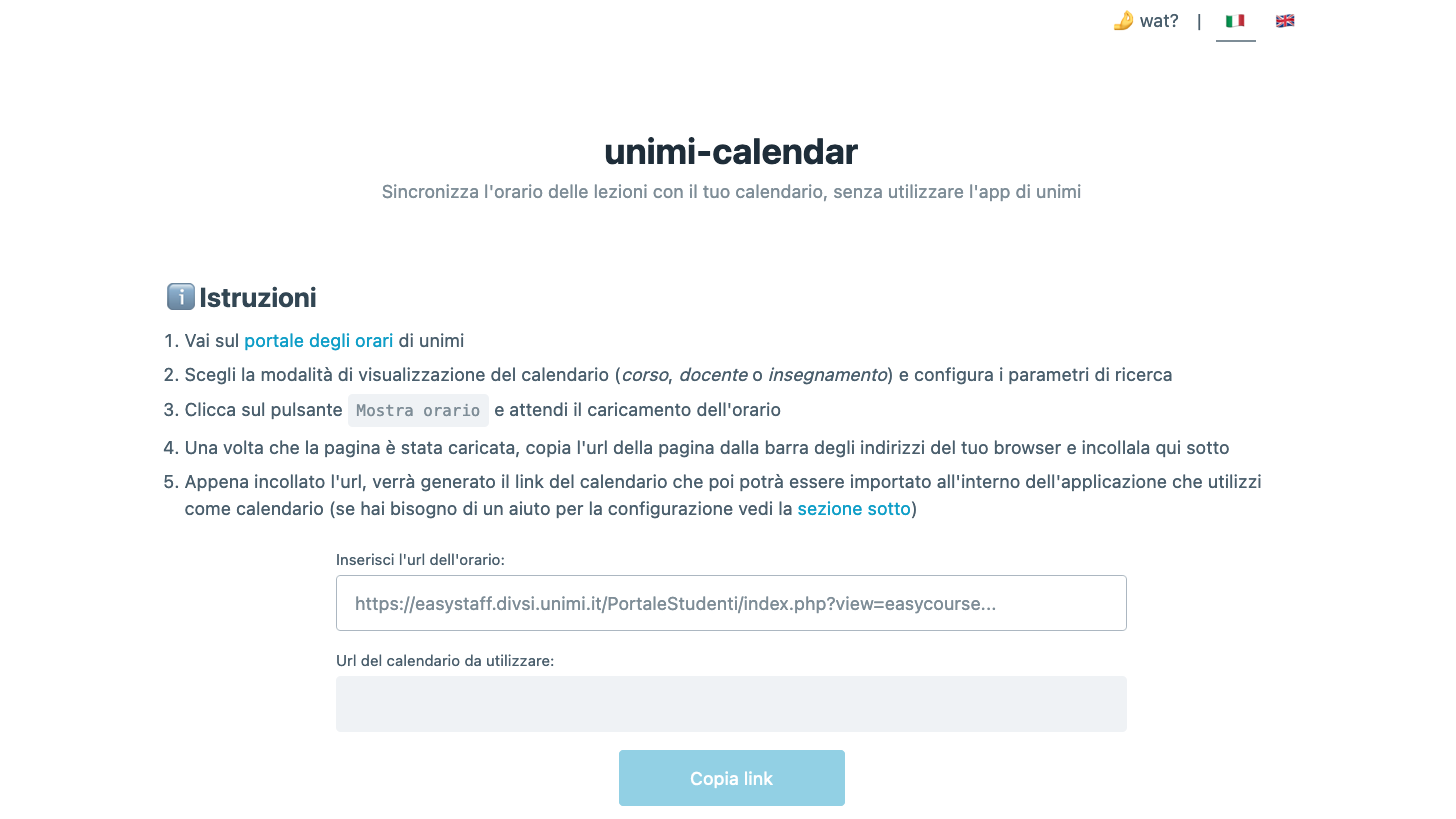 🤌 wat? | 🇮🇹 🇬🇧
unimi-calendar
Sincronizza l'orario delle lezioni con il tuo calendario, senza utilizzare l'app di unimi
ℹ️ Istruzioni
1. Vai sul portale degli orari di unimi
2. Scegli la modalità di visualizzazione del calendario (corso, docente o insegnamento) e configura i parametri di ricerca
3. Clicca sul pulsante Mostra orario e attendi il caricamento dell'orario
4. Una volta che la pagina è stata caricata, copia l'url della pagina dalla barra degli indirizzi del tuo browser e incollala qui sotto
5. Appena incollato l'url, verrà generato il link del calendario che poi potrà essere importato all'interno dell'applicazione che utilizzi
come calendario (se hai bisogno di un aiuto per la configurazione vedi la sezione sotto)
Inserisci l'url dell'orario:
https://easystaff.divsi.unimi.it/PortaleStudenti/index.php?view=easycourse...
Url del calendario da utilizzare:
Copia link